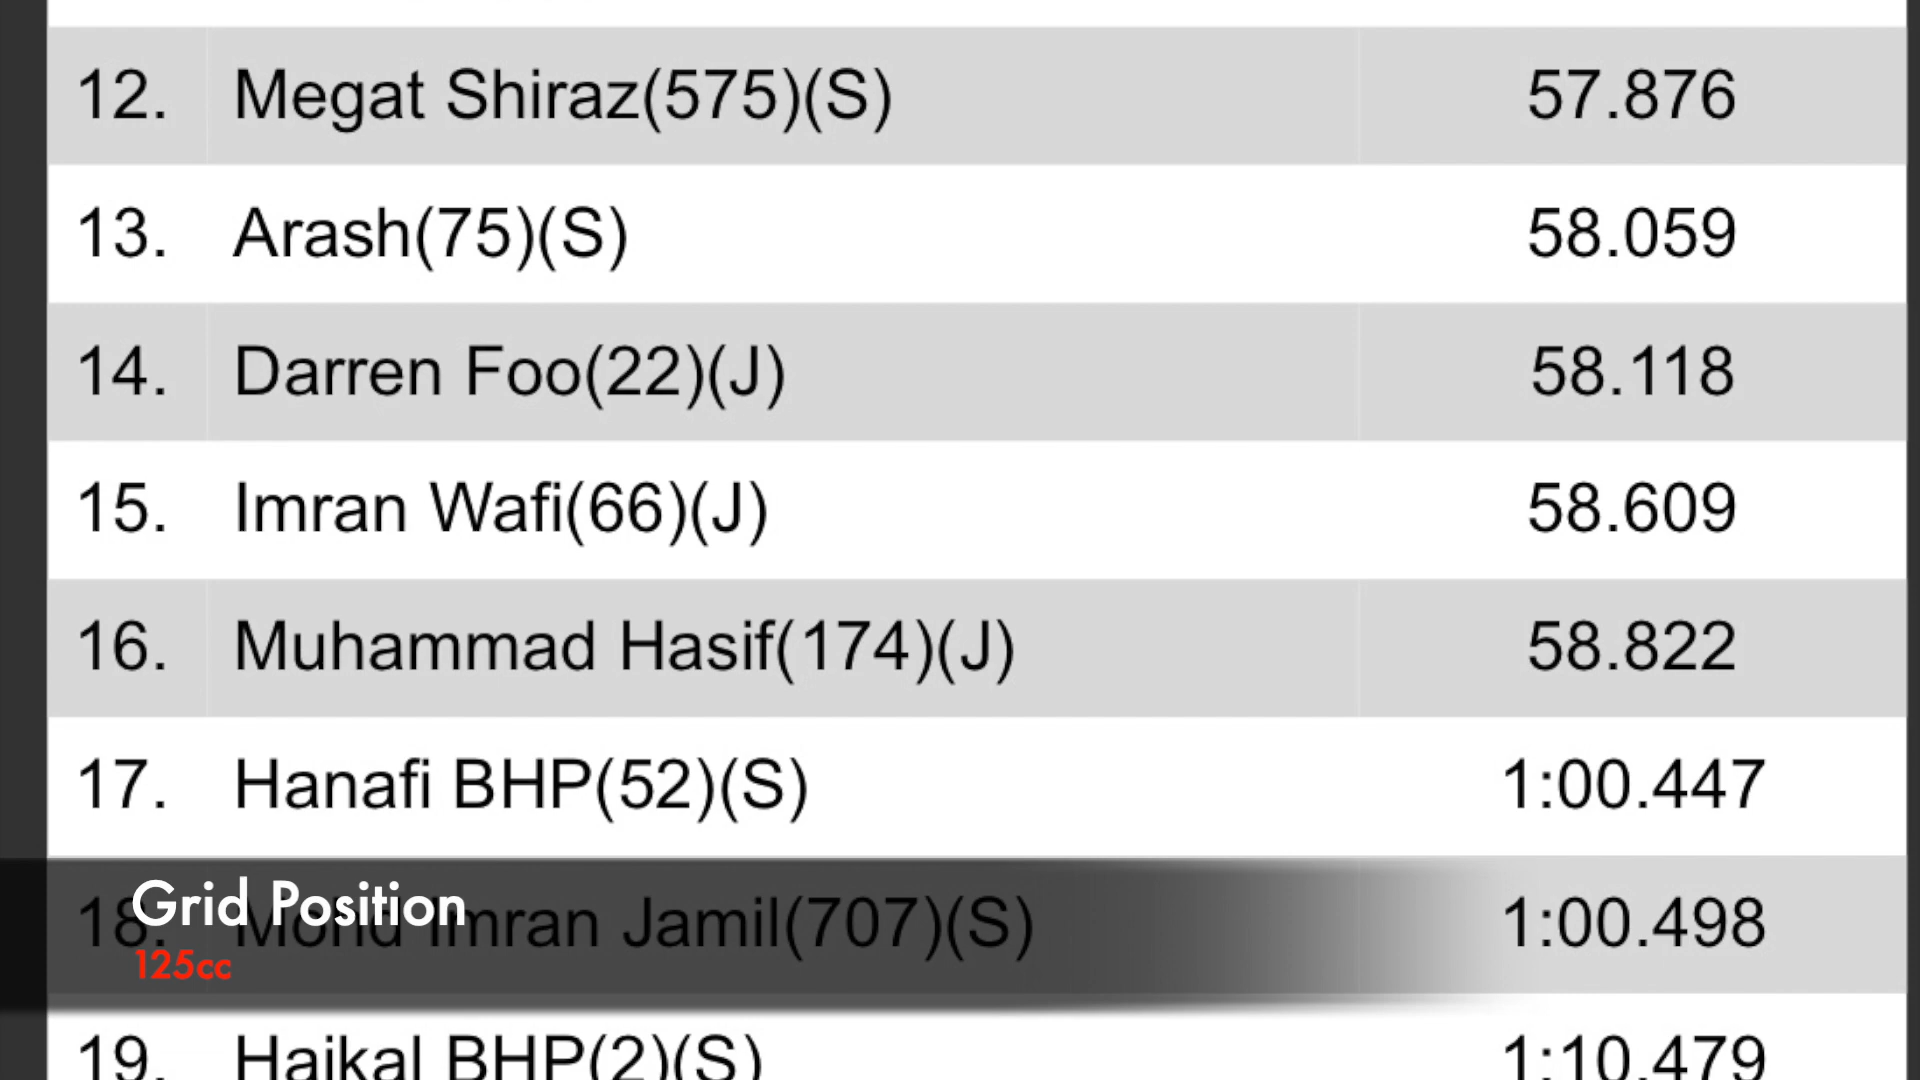 12. Megat Shiraz(575)(S) 57.876
13. Arash(75)(S) 58.059
14. Darren Foo(22)(J) 58.118
15. Imran Wafi(66)(J) 58.609
16. Muhammad Hasif(174)(J) 58.822
17. Hanafi BHP(52)(S) 1:00.447
18. Mohd Imran Jamil(707)(S) 1:00.498
Grid Position
125cc
19. Haikal BHP(2)(S) 1:10.479